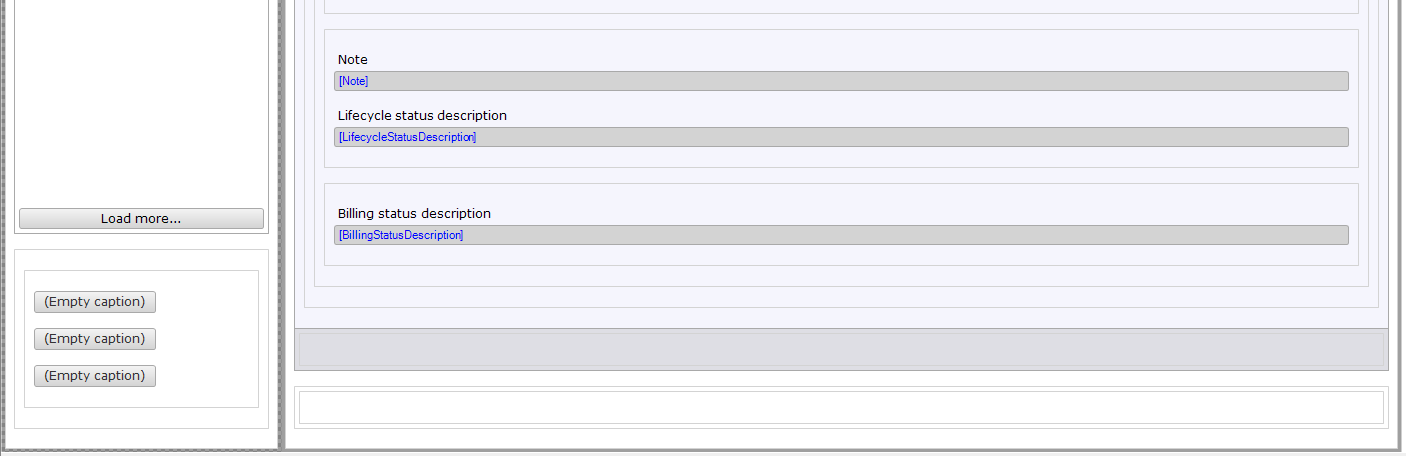 Note
[Note]
Lifecycle status description
[LifecycleStatusDescription]
Load more...
Billing status description
[BillingStatusDescription]
(Empty caption)
(Empty caption)
(Empty caption)